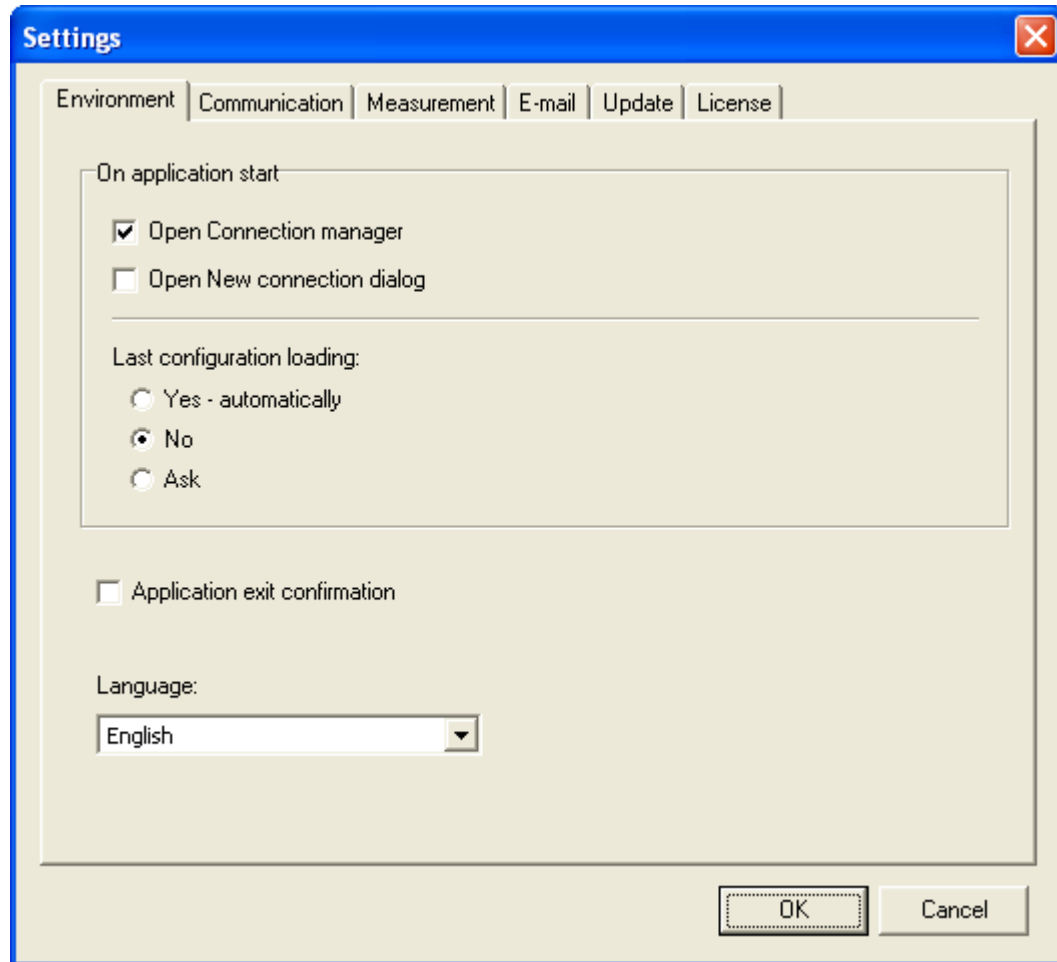 Settings
Environment Communication Measurement E-mail Update License
On application start
Open Connection manager
Open New connection dialog
Last configuration loading:
Yes - automatically
No
Ask
Application exit confirmation
Language:
English
OK Cancel